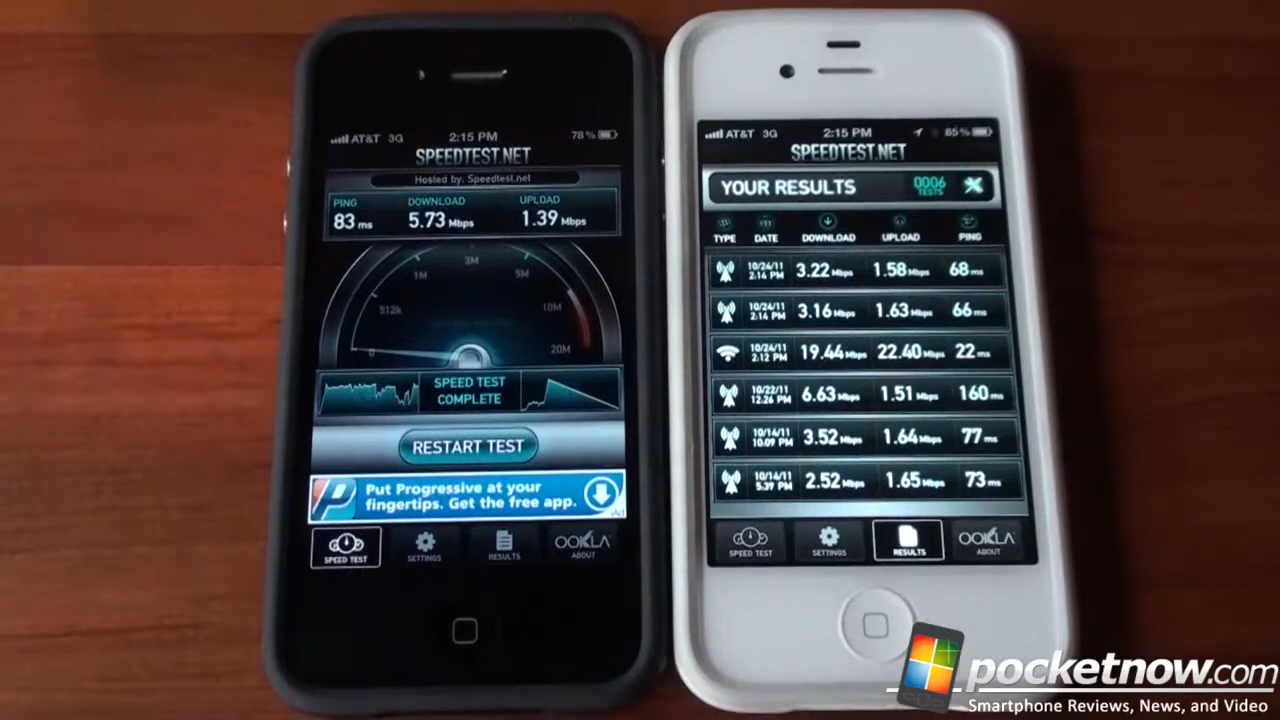 AT&T 3G 2:15 PM 78%
SPEEDTEST.NET
Hosted by: Speedtest.net
PING DOWNLOAD UPLOAD
83 ms 5.73 Mbps 1.39 Mbps
512k 1M 3M 5M 10M
0 20M
SPEED TEST
COMPLETE
RESTART TEST
Put Progressive at your
fingertips. Get the free app.
iAd
SPEED TEST SETTINGS RESULTS OOKLA
ABOUT
AT&T 3G 2:15 PM 85%
SPEEDTEST.NET
YOUR RESULTS 0006
TESTS
TYPE DATE DOWNLOAD UPLOAD PING
10/24/11
2:14 PM 3.22 Mbps 1.58 Mbps 68 ms
10/24/11
2:14 PM 3.16 Mbps 1.63 Mbps 66 ms
10/24/11
2:12 PM 19.44 Mbps 22.40 Mbps 22 ms
10/22/11
12:26 PM 6.63 Mbps 1.51 Mbps 160 ms
10/14/11
10:09 PM 3.52 Mbps 1.64 Mbps 77 ms
10/14/11
5:39 PM 2.52 Mbps 1.65 Mbps 73 ms
SPEED TEST SETTINGS RESULTS OOKLA
ABOUT
pocketnow.com
Smartphone Reviews, News, and Video